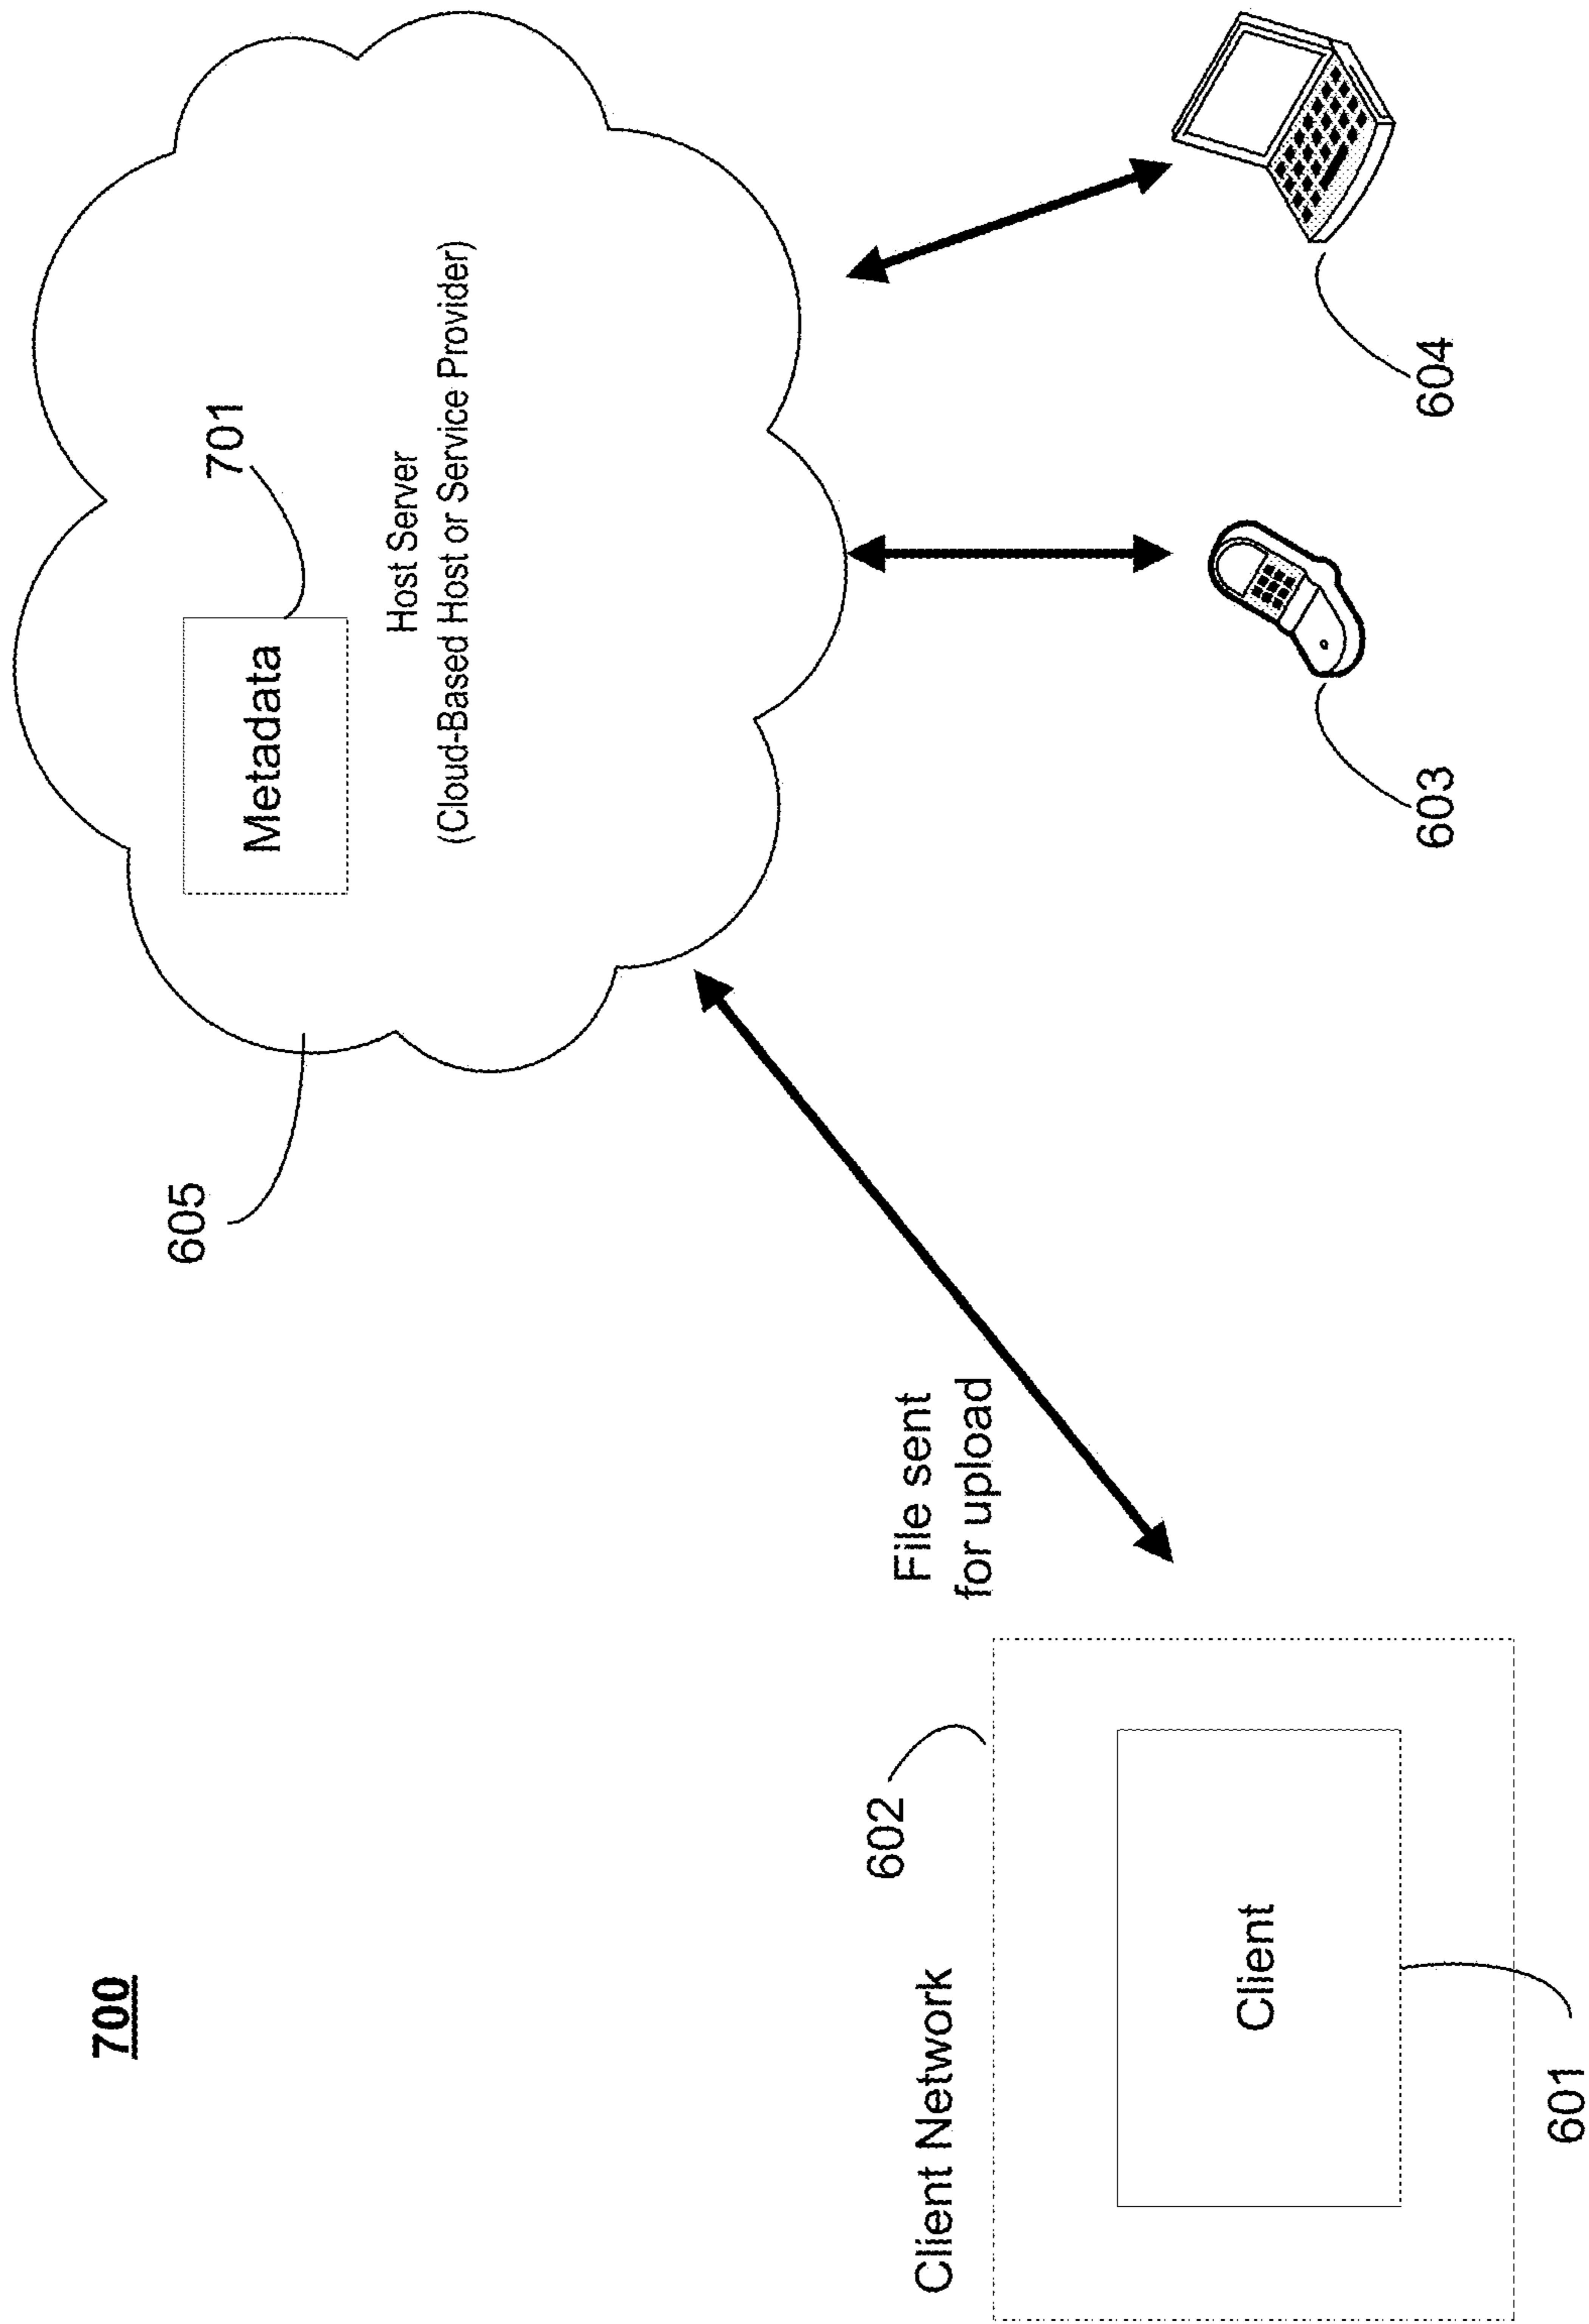 700
605
701
Metadata
Host Server
(Cloud-Based Host or Service Provider)
File sent
for upload
602
Client Network
Client
601
603
604